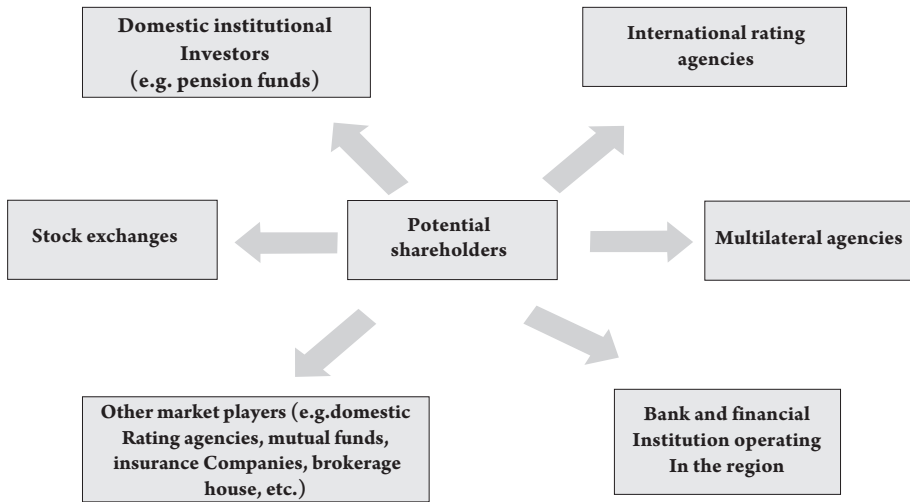 Domestic institutional
Investors
(e.g. pension funds)
International rating
agencies
Stock exchanges
Potential
shareholders
Multilateral agencies
Other market players (e.g.domestic
Rating agencies, mutual funds,
insurance Companies, brokerage
house, etc.)
Bank and financial
Institution operating
In the region